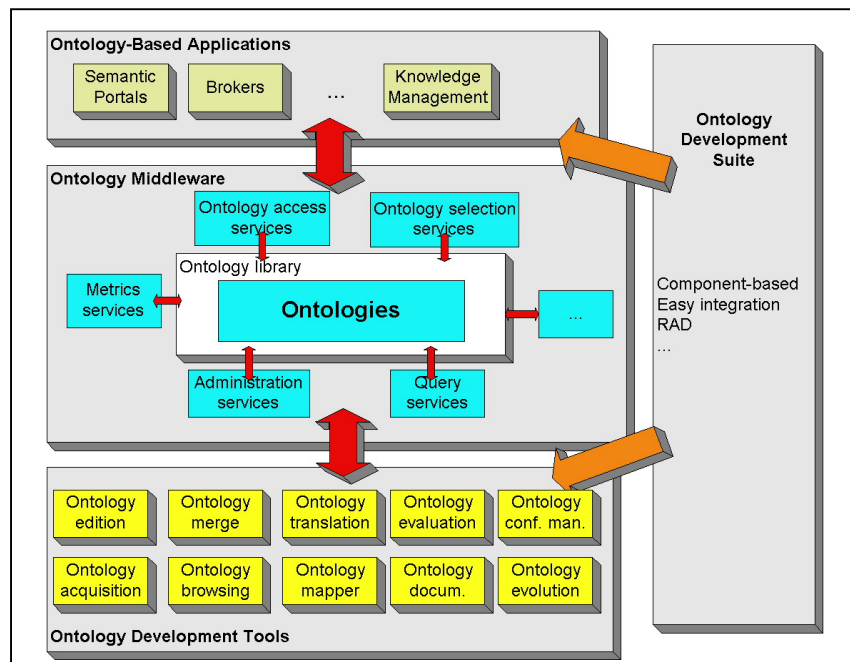 Ontology-Based Applications
Semantic
Portals
Brokers
...
Knowledge
Management
Ontology
Development
Suite
Component-based
Easy integration
RAD
...
Ontology Middleware
Ontology access
services
Ontology selection
services
Ontology library
Metrics
services
Ontologies
...
Administration
services
Query
services
Ontology
edition
Ontology
merge
Ontology
translation
Ontology
evaluation
Ontology
conf. man.
Ontology
acquisition
Ontology
browsing
Ontology
mapper
Ontology
docum.
Ontology
evolution
Ontology Development Tools